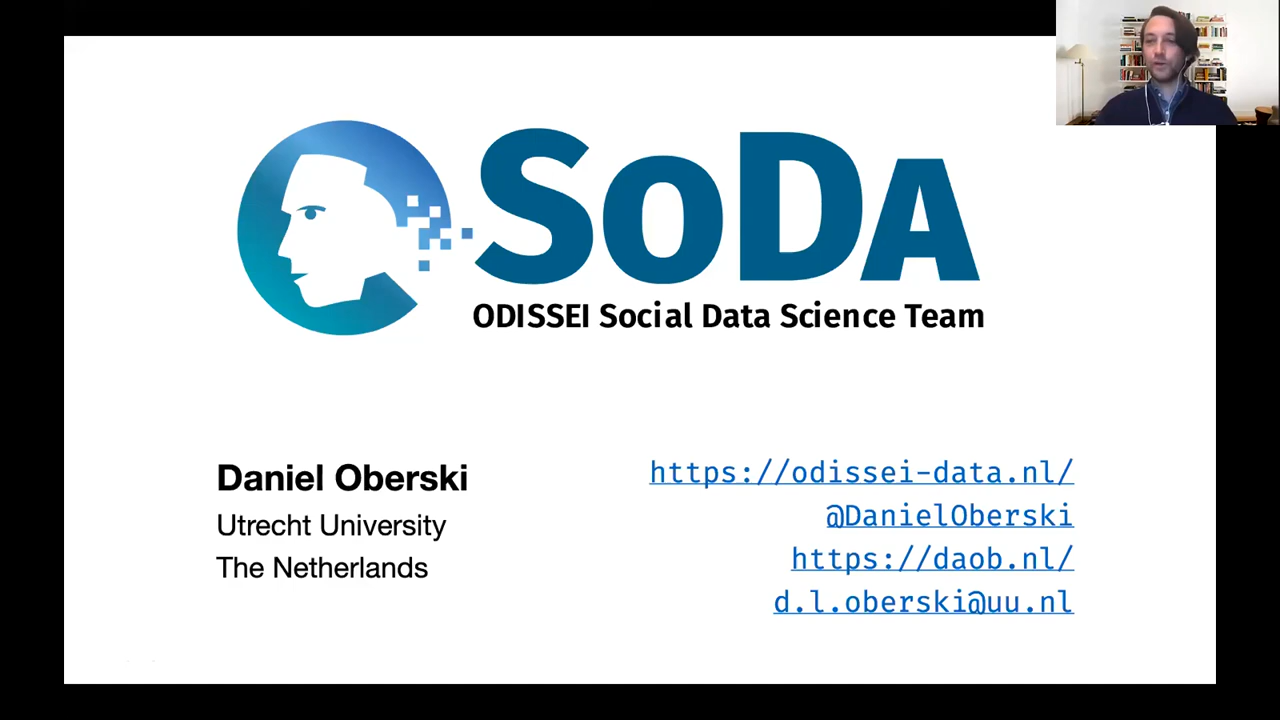 SoDa
ODISSEI Social Data Science Team
Daniel Oberski
Utrecht University
The Netherlands
https://odissei-data.nl/
@DanielOberski
https://daob.nl/
d.l.oberski@uu.nl